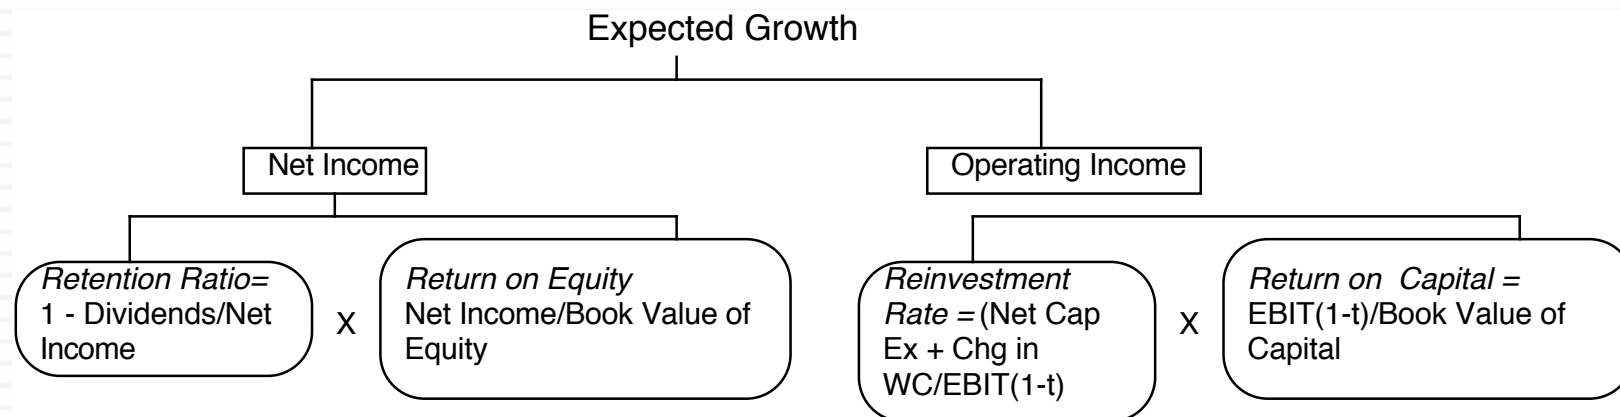 Expected Growth
Net Income
Operating Income
Retention Ratio=
1 - Dividends/Net
Income
X
Return on Equity
Net Income/Book Value of
Equity
Reinvestment
Rate = (Net Cap
Ex + Chg in
WC/EBIT(1-t)
X
Return on Capital =
EBIT(1-t)/Book Value of
Capital